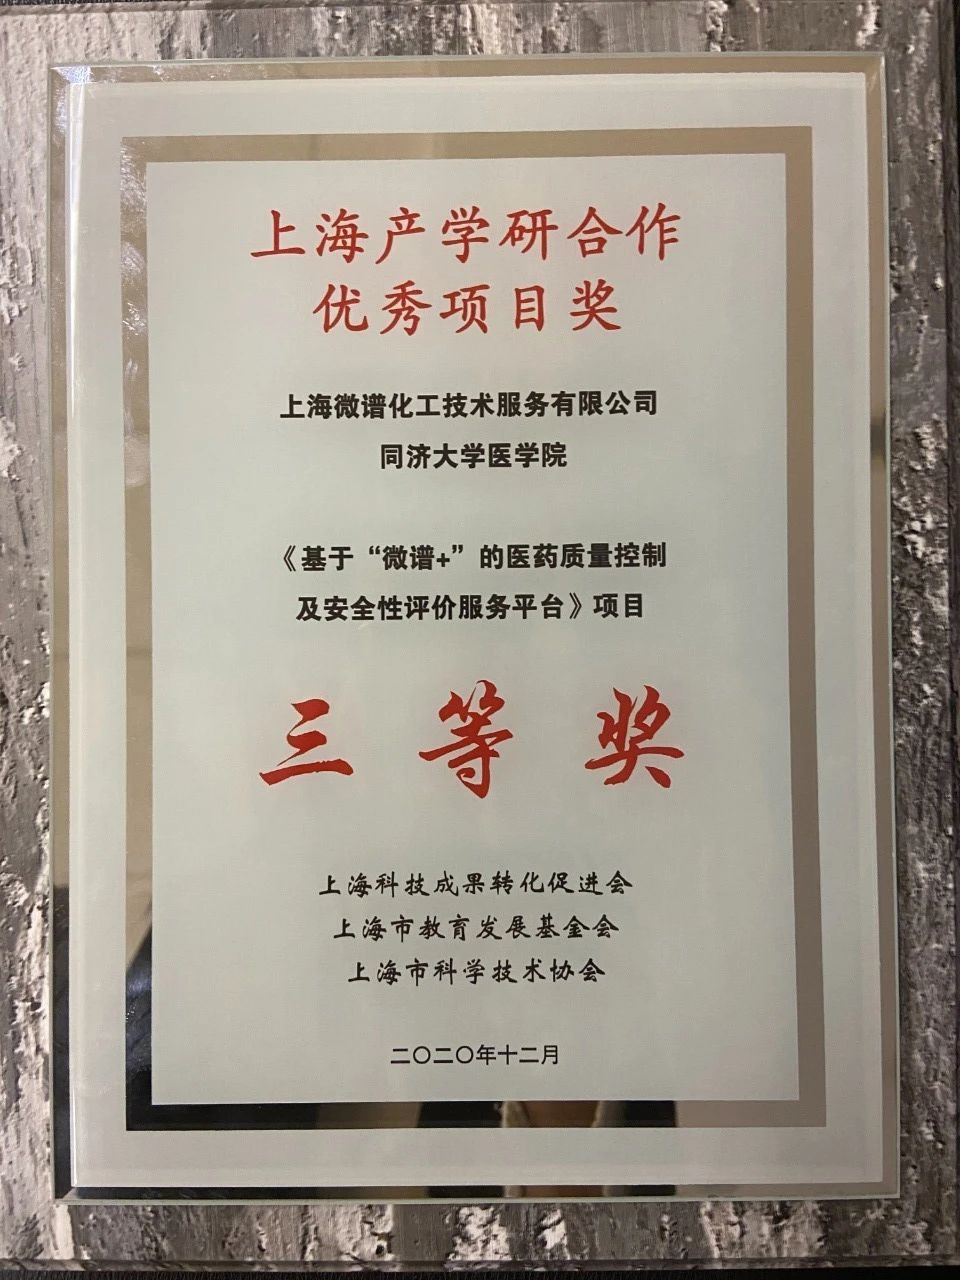 上海产学研合作
优秀项目奖
上海微谱化工技术服务有限公司
同济大学医学院
《基于“微谱+”的医药质量控制
及安全性评价服务平台》项目
三等奖
上海科技成果转化促进会
上海市教育发展基金会
上海市科学技术协会
二〇二〇年十二月